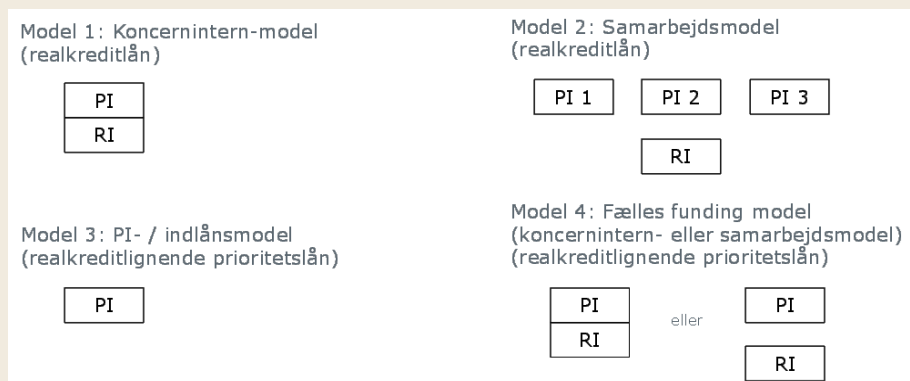 Model 1: Koncernintern-model
(realkreditlån)
PI
RI
Model 2: Samarbejdsmodel
(realkreditlån)
PI 1
PI 2
PI 3
RI
Model 3: PI- / indlånsmodel
(realkreditlignende prioritetslån)
PI
Model 4: Fælles funding model
(koncernintern- eller samarbejdsmodel)
(realkreditlignende prioritetslån)
PI
RI
eller
PI
RI